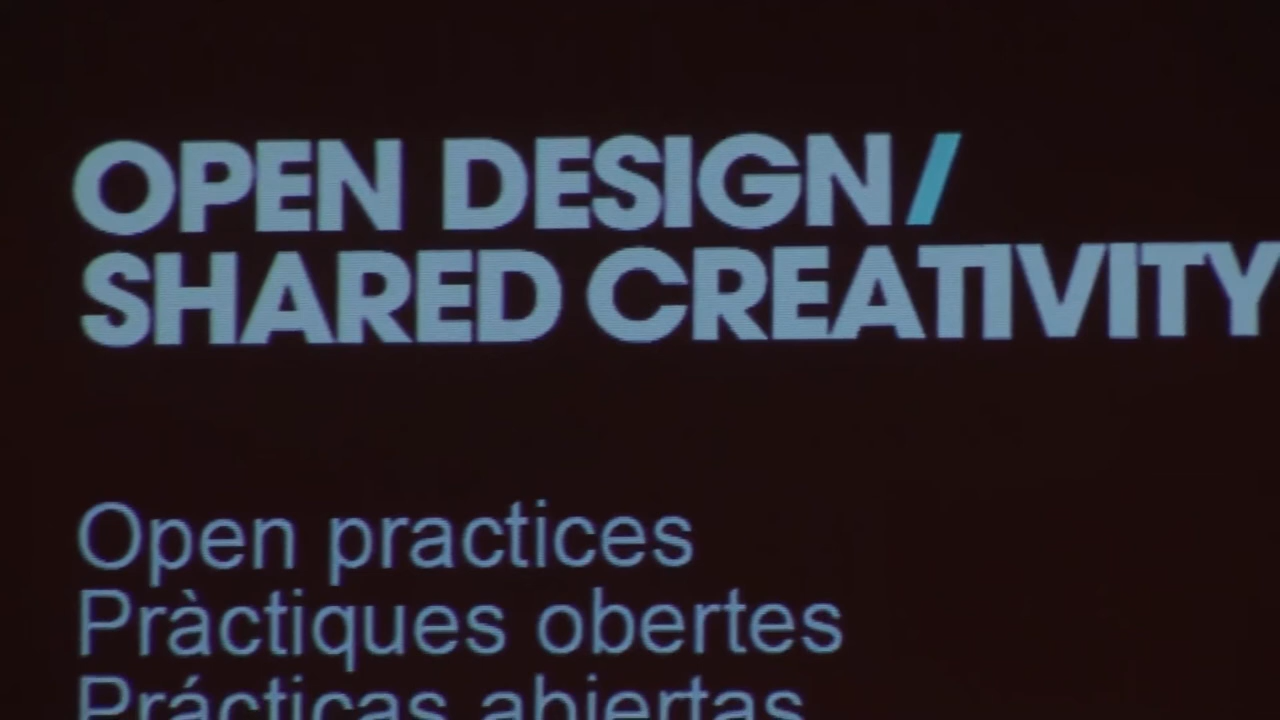 OPEN DESIGN/
SHARED CREATIVITY
Open practices
Pràctiques obertes
Prácticas abiertas